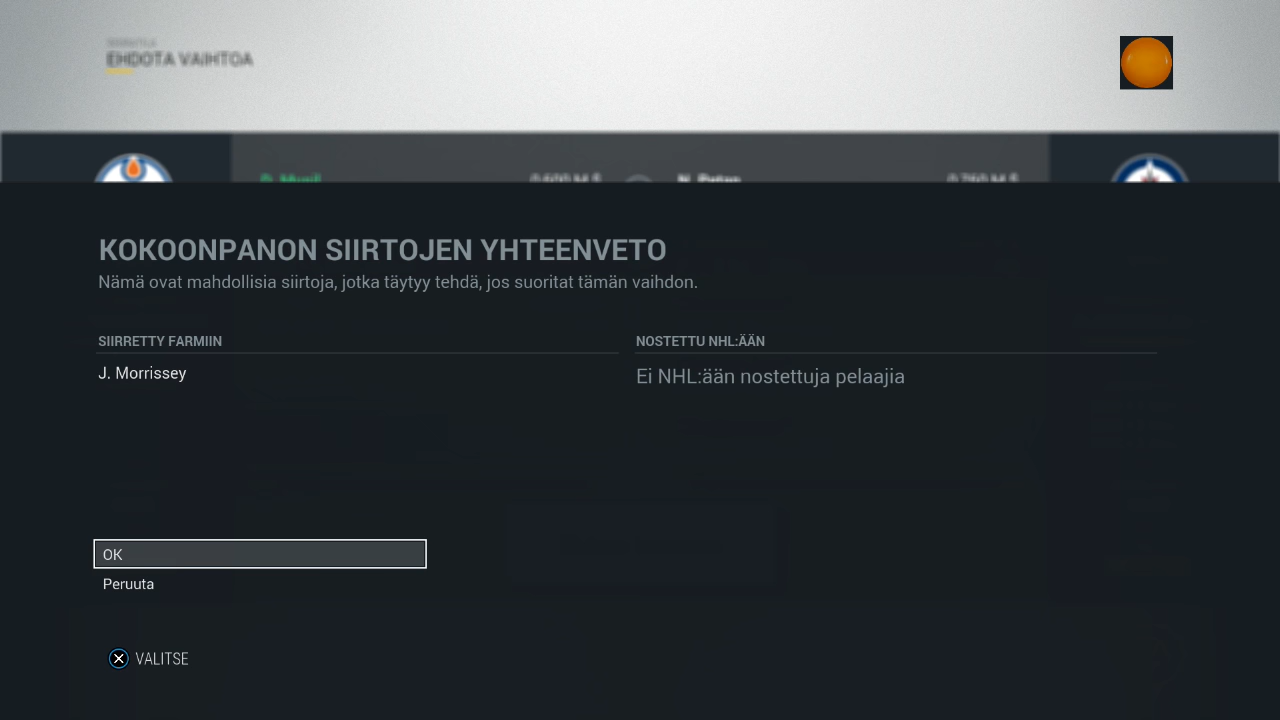 EHDOTA VAIHTOA
KOKOONPANON SIIRTOJEN YHTEENVETO
Nämä ovat mahdollisia siirtoja, jotka täytyy tehdä, jos suoritat tämän vaihdon.
SIIRRETTY FARMIIN
NOSTETTU NHL:ÄÄN
J. Morrissey
Ei NHL:ään nostettuja pelaajia
OK
Peruuta
VALITSE